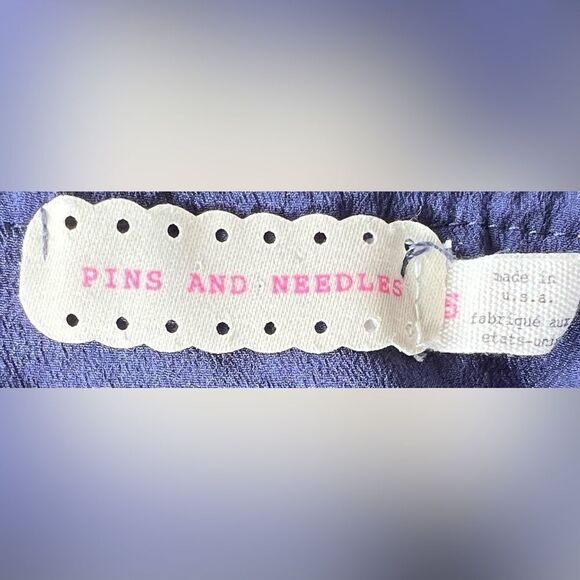 PINS AND NEEDLES
made in
u.s.a.
fabriqué aux
etats-unis